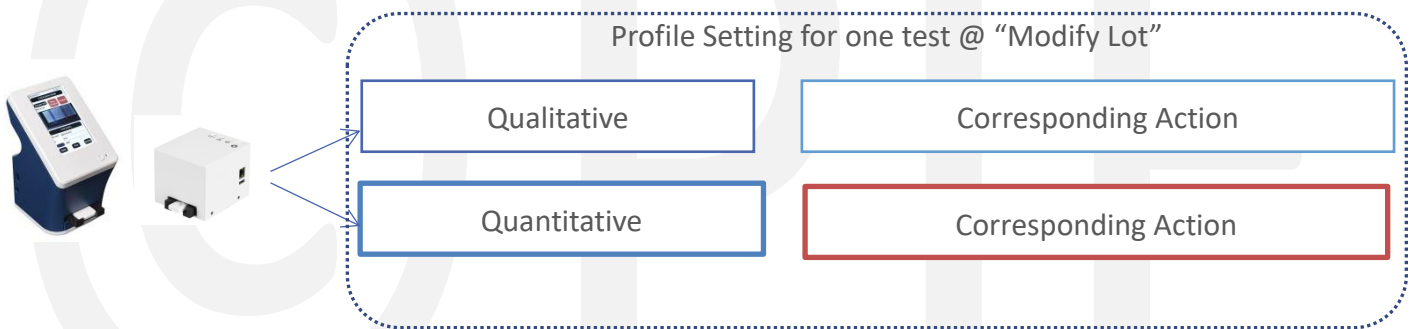 Profile Setting for one test @ “Modify Lot”
Qualitative
Corresponding Action
Quantitative
Corresponding Action